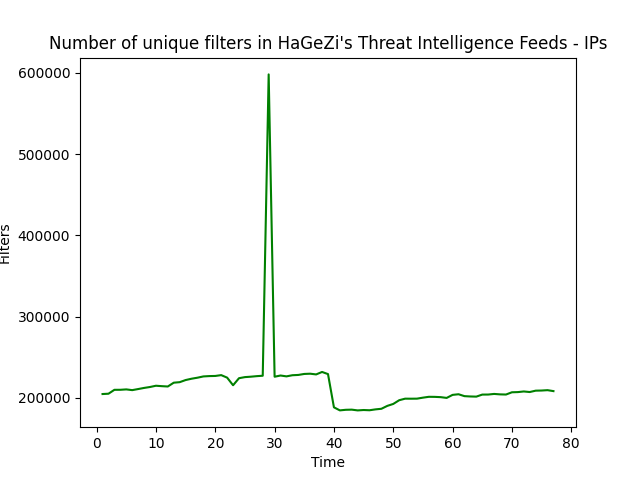 Number of unique filters in HaGeZi's Threat Intelligence Feeds - IPs
600000
500000
400000
300000
200000
Filters
0 10 20 30 40 50 60 70 80
Time